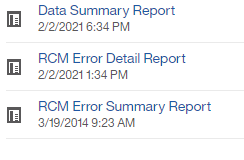 Data Summary Report
2/2/2021 6:34 PM
RCM Error Detail Report
2/2/2021 1:34 PM
RCM Error Summary Report
3/19/2014 9:23 AM